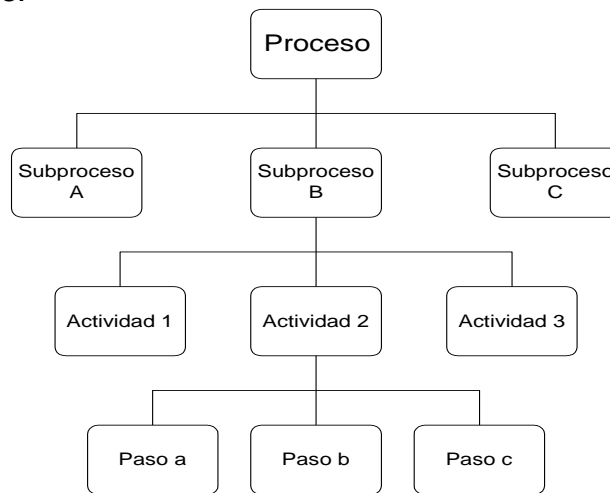 Proceso
Subproceso
A
Subproceso
B
Subproceso
C
Actividad 1
Actividad 2
Actividad 3
Paso a
Paso b
Paso c